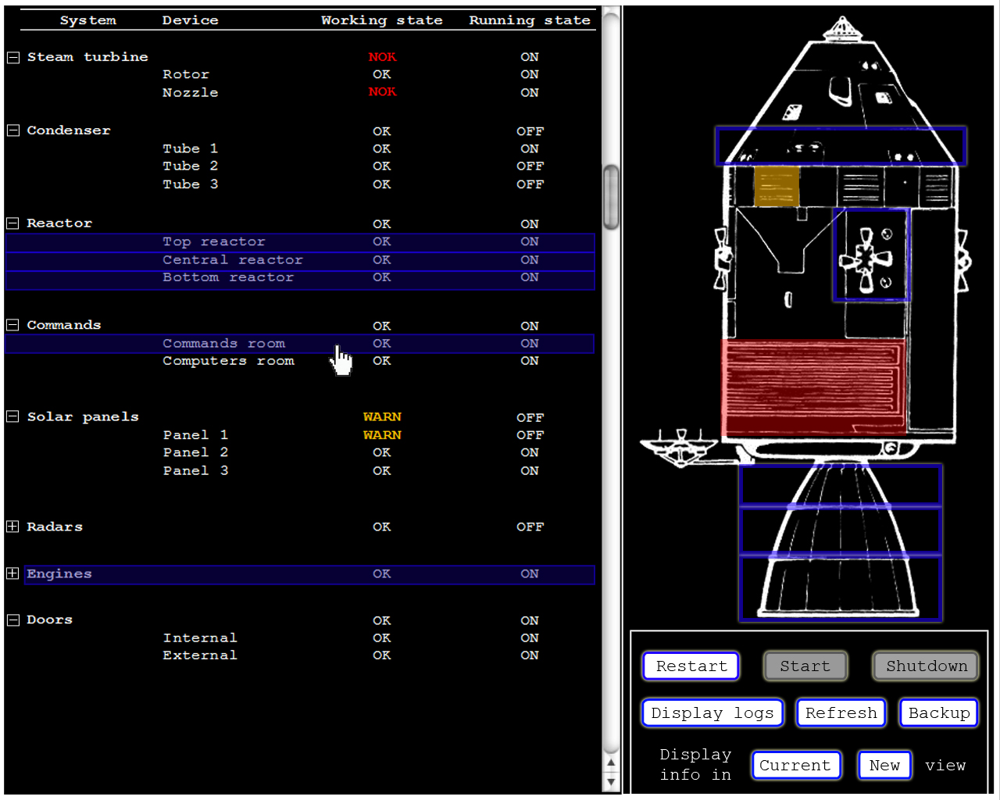 System Device Working state Running state
Steam turbine NOK ON
Rotor OK ON
Nozzle NOK ON
Condenser OK OFF
Tube 1 OK ON
Tube 2 OK OFF
Tube 3 OK OFF
Reactor OK ON
Top reactor OK ON
Central reactor OK ON
Bottom reactor OK ON
Commands OK ON
Commands room OK ON
Computers room OK ON
Solar panels WARN OFF
Panel 1 WARN OFF
Panel 2 OK ON
Panel 3 OK ON
Radars OK OFF
Engines OK ON
Doors OK ON
Internal OK ON
External OK ON
Restart Start Shutdown
Display logs Refresh Backup
Display
info in Current New view